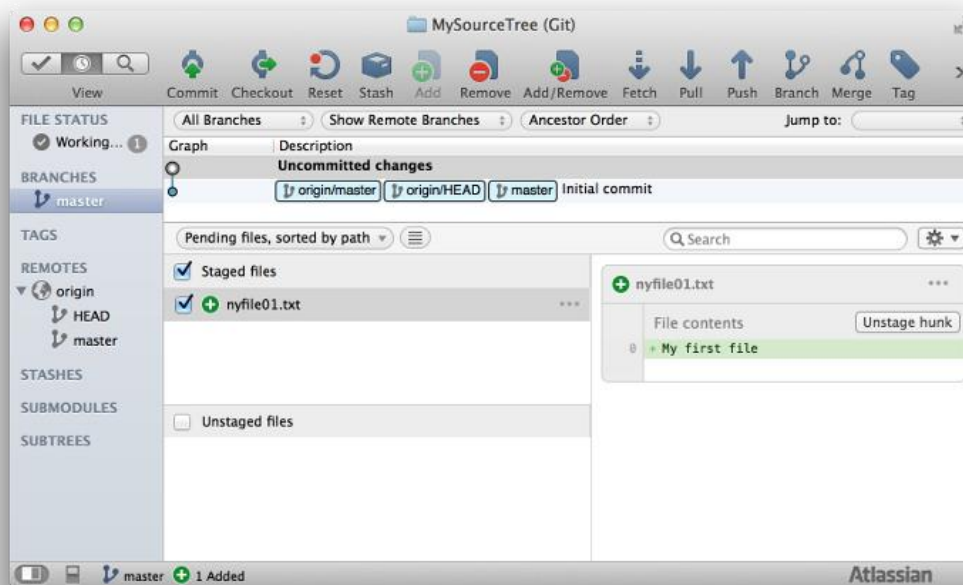 MySourceTree (Git)
View Commit Checkout Reset Stash Add Remove Add/Remove Fetch Pull Push Branch Merge Tag
FILE STATUS
Working... 1
BRANCHES
master
TAGS
REMOTES
origin
HEAD
master
STASHES
SUBMODULES
SUBTREES
All Branches Show Remote Branches Ancestor Order Jump to:
Graph Description
Uncommitted changes
origin/master origin/HEAD master Initial commit
Pending files, sorted by path Search
Staged files
nyfile01.txt
Unstaged files
nyfile01.txt
File contents Unstage hunk
0 + My first file
master 1 Added Atlassian